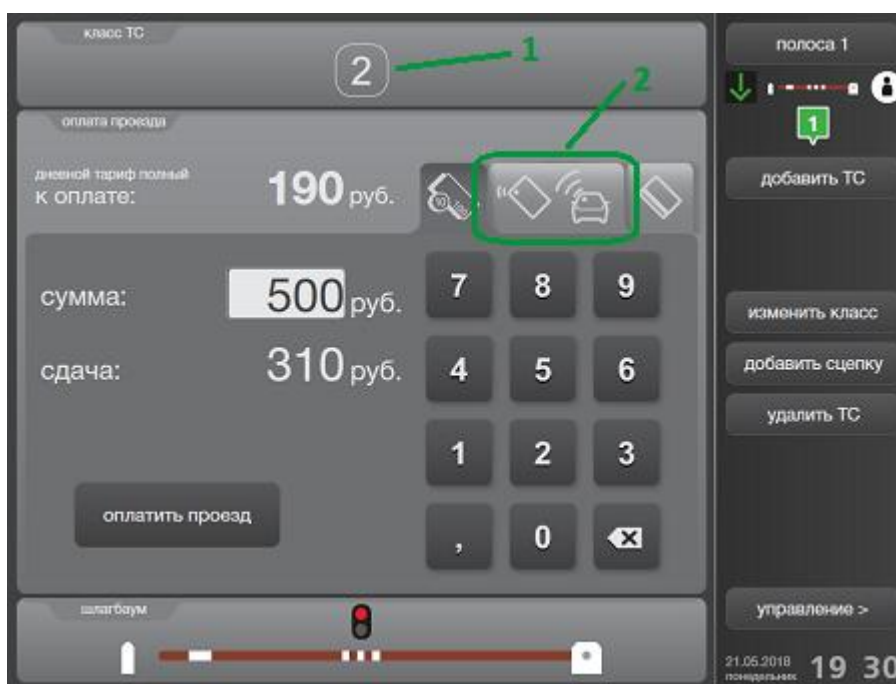 класс ТС
2
1
2
оплата проезда
дневной тариф полный
к оплате: 190 руб.
10 100
сумма: 500 руб.
сдача: 310 руб.
7 8 9
4 5 6
1 2 3
, 0
оплатить проезд
шлагбаум
полоса 1
1
добавить ТС
изменить класс
добавить сцепку
удалить ТС
управление >
21.05.2018
понедельник
19 30